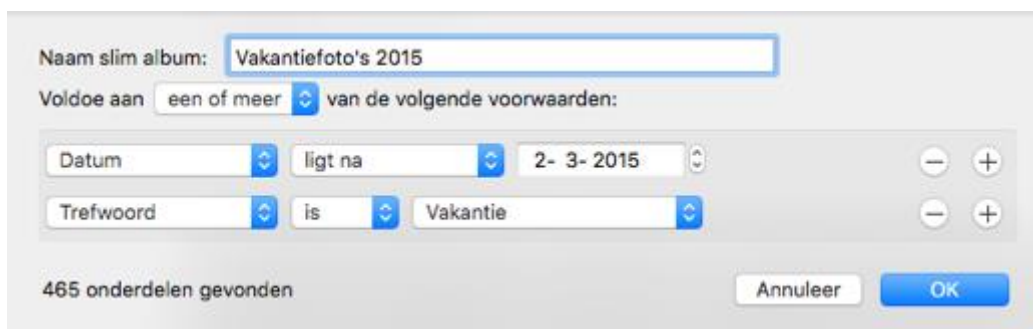 Naam slim album: Vakantiefoto's 2015
Voldoe aan een of meer van de volgende voorwaarden:
Datum ligt na 2- 3- 2015
Trefwoord is Vakantie
465 onderdelen gevonden Annuleer OK